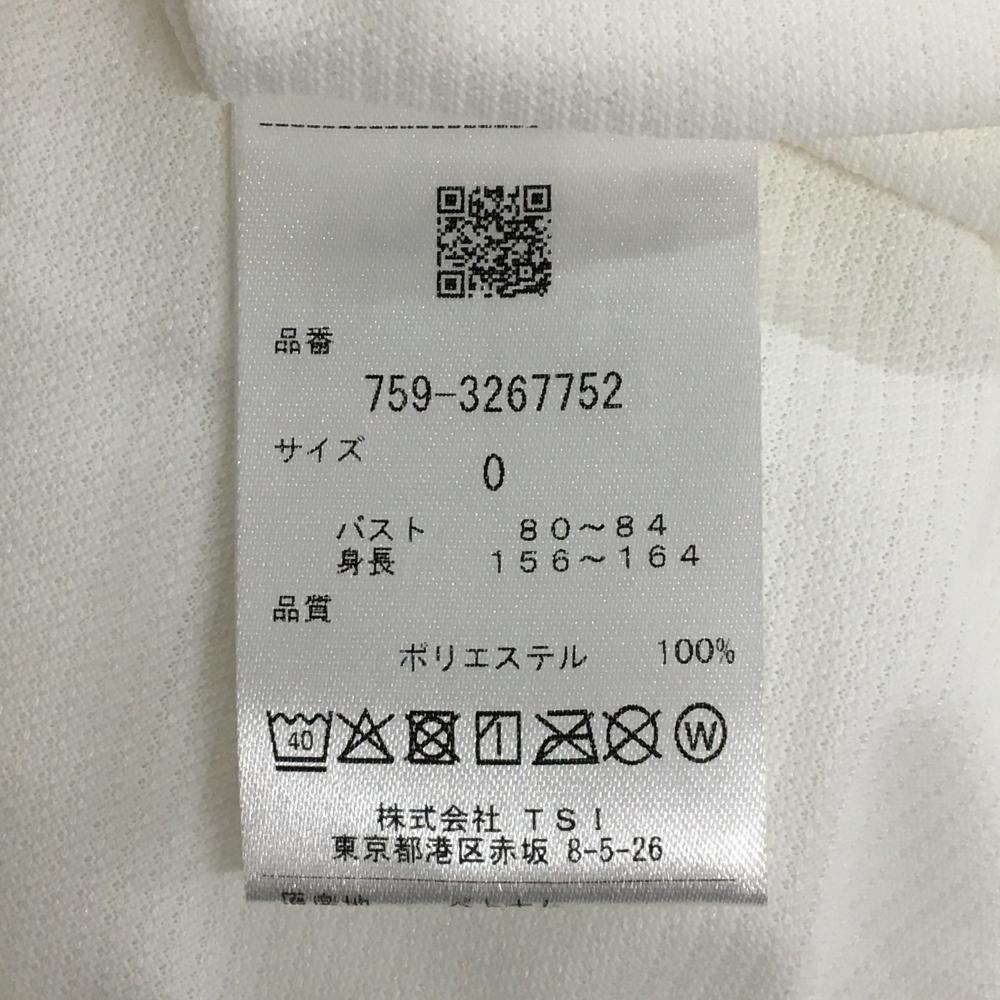 品番
759-3267752
サイズ
0
バスト 80～84
身長 156～164
品質
ポリエステル 100%
40
W
株式会社 TSI
東京都港区赤坂 8-5-26